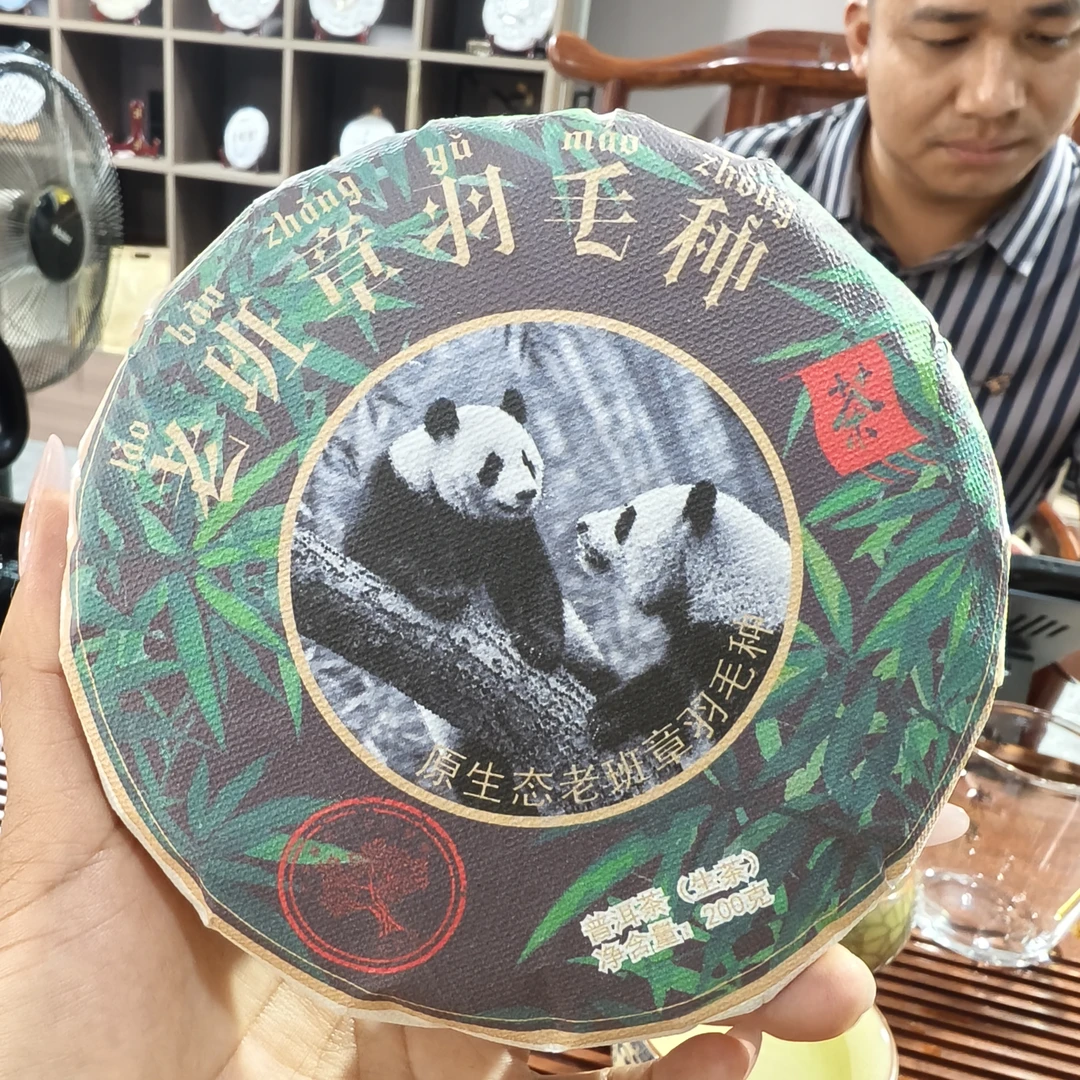 lǎo bān zhāng yǔ máo zhǒng
老班章羽毛种
茶
原生态老班章羽毛种
普洱茶(生茶)
净含量:200克